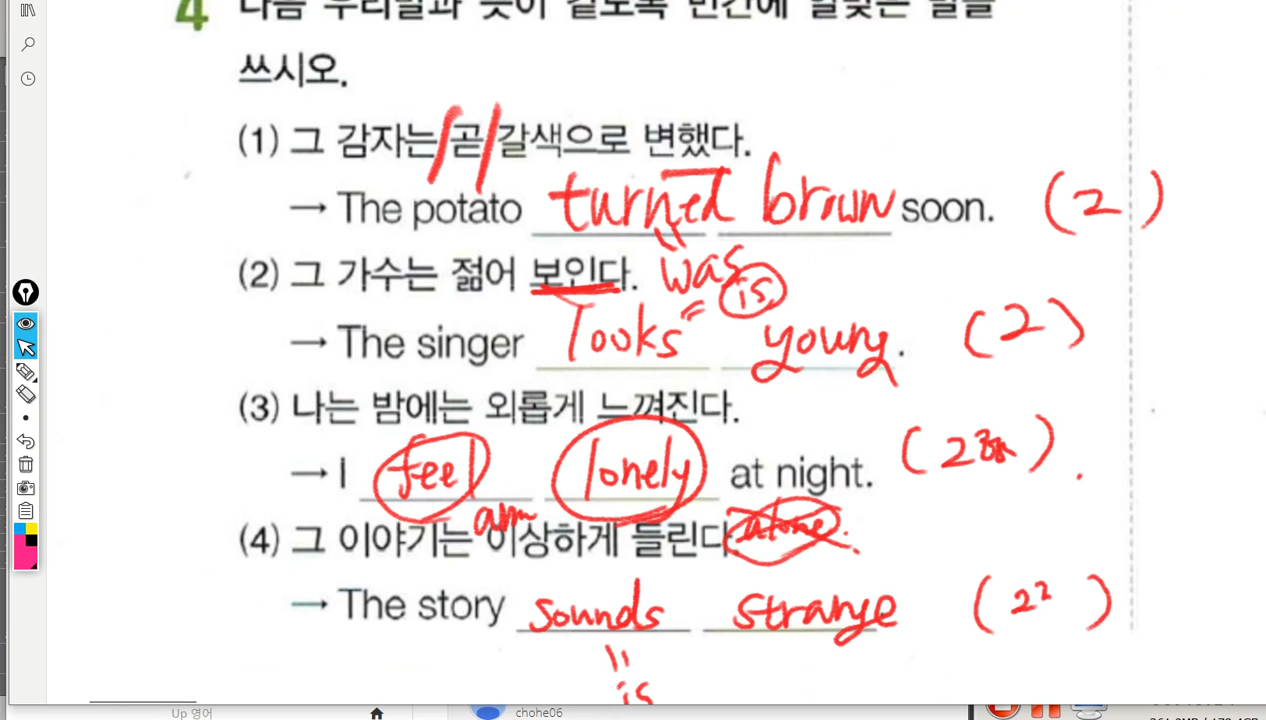 4 다음 우리말과 뜻이 같도록 빈칸에 알맞은 말을
쓰시오.
(1) 그 감자는/곧/갈색으로 변했다.
→ The potato turned brown soon. (2)
(2) 그 가수는 젊어 보인다. was is
→ The singer looks young. (2)
(3) 나는 밤에는 외롭게 느껴진다.
→ I feel lonely at night. (2)
am
(4) 그 이야기는 이상하게 들린다. alone
→ The story sounds strange (2)
is
Up 영어
chohe06